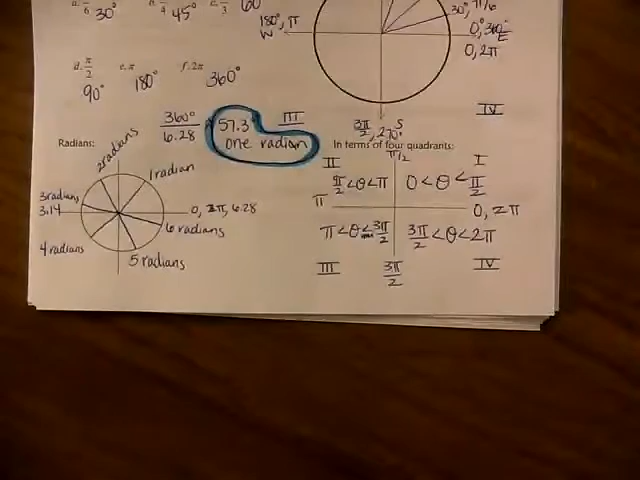 a. π/6 30° b. π/4 45° c. π/3 60°
180°, π
W
30°, π/6
0°, 360°
E
0, 2π
d. π/2 e. π f. 2π
90° 180° 360°
360°/6.28 57.3°
one radian
III
3π/2, 270° S
IV
Radians:
2 radians
1 radian
3 radians
3.14
0, 2π, 6.28
6 radians
4 radians
5 radians
In terms of four quadrants:
π/2
II I
π/2 < θ < π 0 < θ < π/2
π 0, 2π
π < θ < 3π/2 3π/2 < θ < 2π
III 3π/2 IV